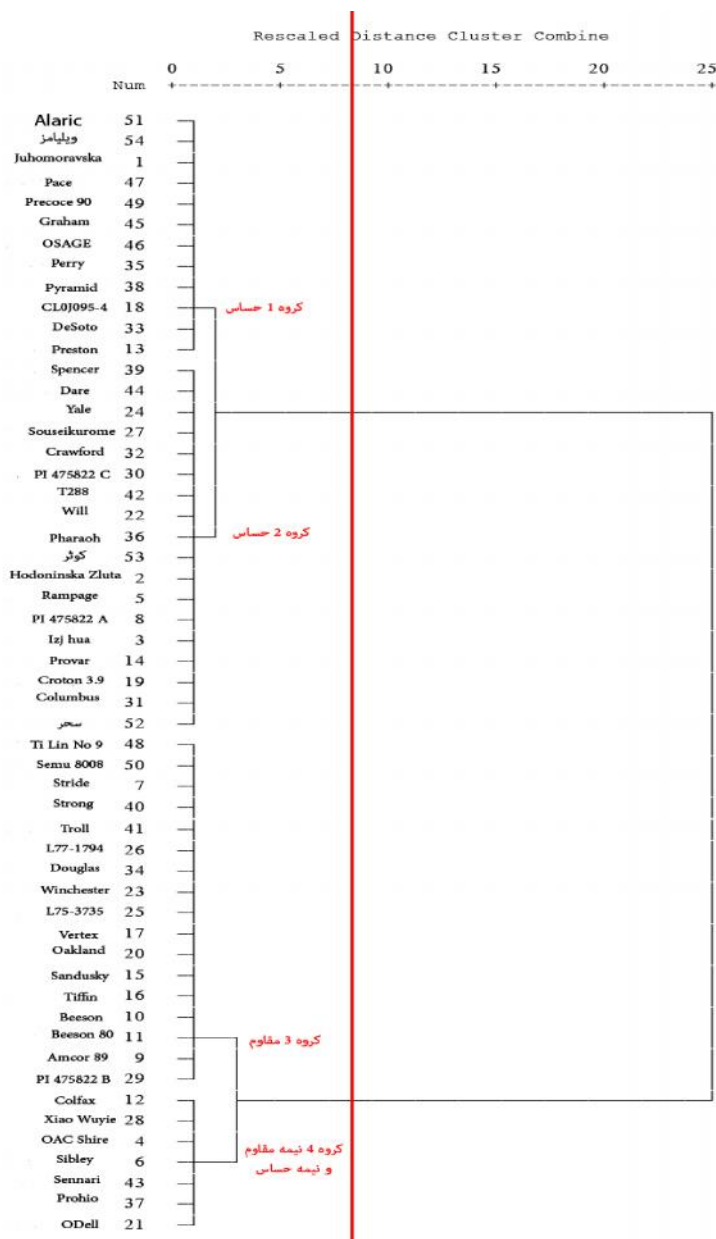 Rescaled Distance Cluster Combine
0 5 10 15 20 25
Num
Alaric 51
ویلیامز 54
Juhomoravska 1
Pace 47
Precoce 90 49
Graham 45
OSAGE 46
Perry 35
Pyramid 38
CL0J095-4 18 کروه 1 حساس
DeSoto 33
Preston 13
Spencer 39
Dare 44
Yale 24
Souseikurome 27
Crawford 32
PI 475822 C 30
T288 42
Will 22
Pharaoh 36 کروه 2 حساس
کوثر 53
Hodoninska Zluta 2
Rampage 5
PI 475822 A 8
Izj hua 3
Provar 14
Croton 3.9 19
Columbus 31
سحر 52
Ti Lin No 9 48
Semu 8008 50
Stride 7
Strong 40
Troll 41
L77-1794 26
Douglas 34
Winchester 23
L75-3735 25
Vertex 17
Oakland 20
Sandusky 15
Tiffin 16
Beeson 10
Beeson 80 11 کروه 3 مقاوم
Amcor 89 9
PI 475822 B 29
Colfax 12
Xiao Wuyie 28
OAC Shire 4
کروه 4 نیمه مقاوم
و نیمه حساس
Sibley 6
Sennari 43
Prohio 37
ODell 21